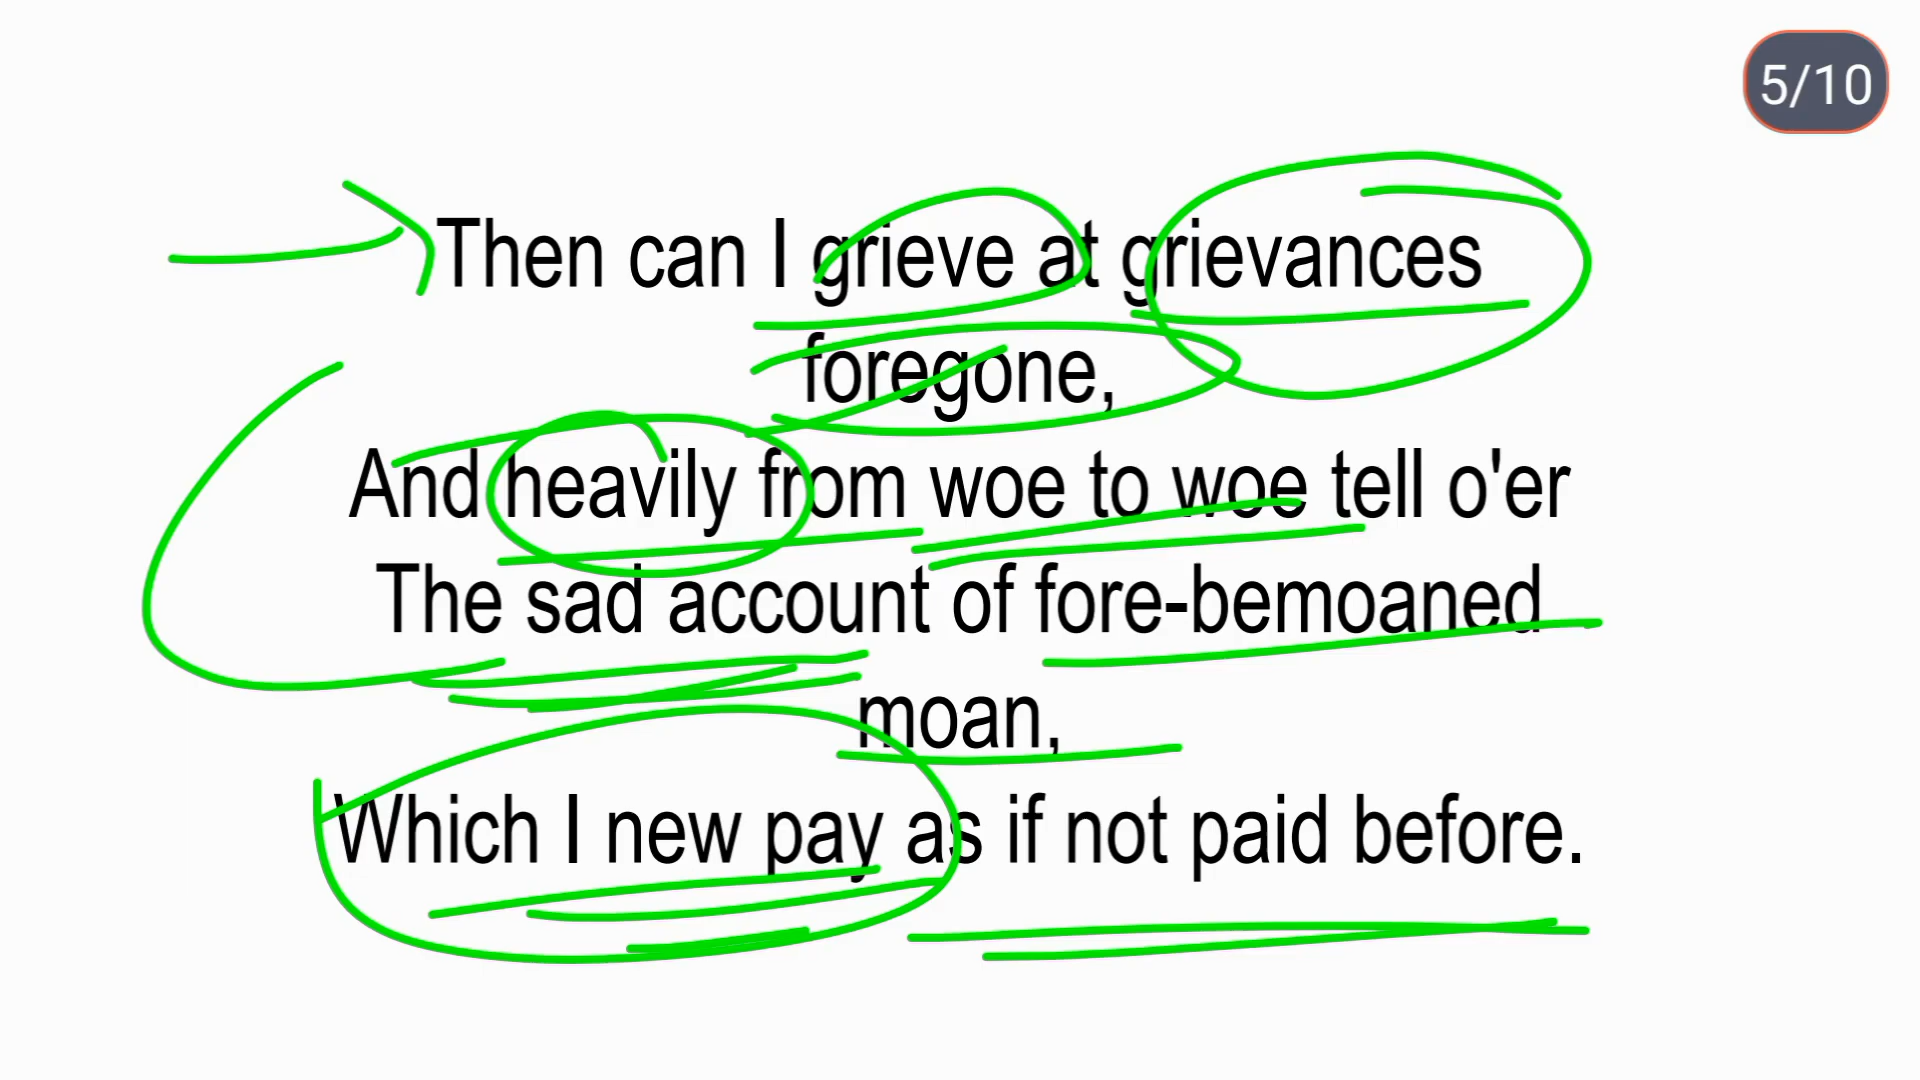 5/10
Then can I grieve at grievances
foregone,
And heavily from woe to woe tell o'er
The sad account of fore-bemoaned
moan,
Which I new pay as if not paid before.